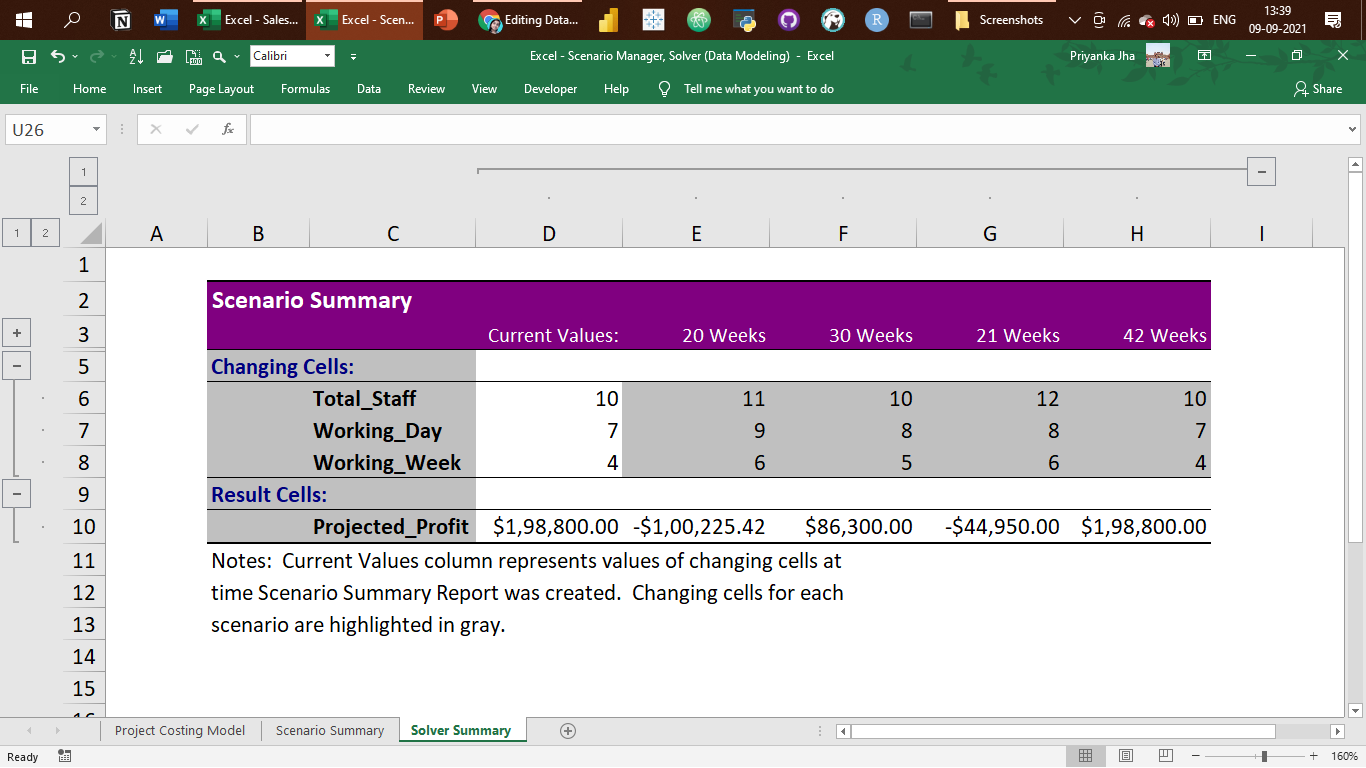 Excel - Sales...
Excel - Scen...
Editing Data...
Screenshots
ENG
13:39
09-09-2021
Calibri
Excel - Scenario Manager, Solver (Data Modeling) - Excel
Priyanka Jha
File Home Insert Page Layout Formulas Data Review View Developer Help Tell me what you want to do Share
U26
fx
1
2
1 2 A B C D E F G H I
1
2 Scenario Summary
3 Current Values: 20 Weeks 30 Weeks 21 Weeks 42 Weeks
5 Changing Cells:
6 Total_Staff 10 11 10 12 10
7 Working_Day 7 9 8 8 7
8 Working_Week 4 6 5 6 4
9 Result Cells:
10 Projected_Profit $1,98,800.00 -$1,00,225.42 $86,300.00 -$44,950.00 $1,98,800.00
11 Notes: Current Values column represents values of changing cells at
12 time Scenario Summary Report was created. Changing cells for each
13 scenario are highlighted in gray.
14
15
Project Costing Model Scenario Summary Solver Summary
Ready 160%